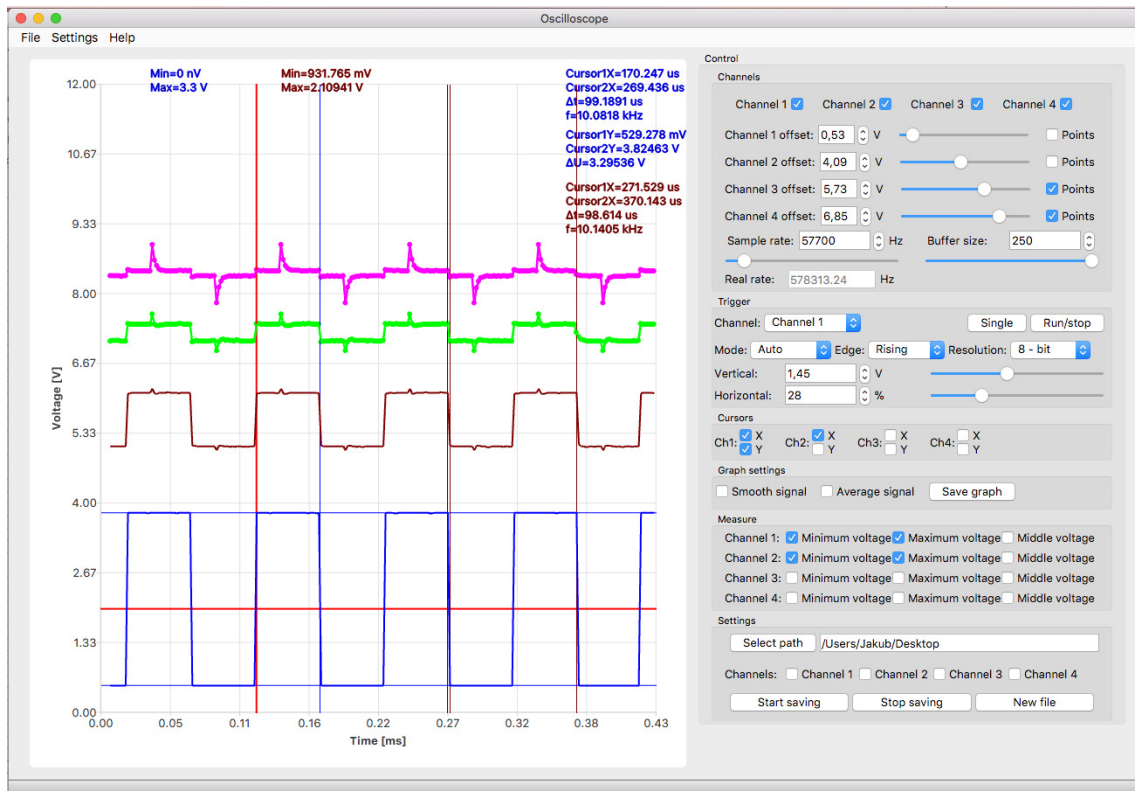 Oscilloscope
File Settings Help
Min=0 nV
Max=3.3 V
Min=931.765 mV
Max=2.10941 V
Cursor1X=170.247 us
Cursor2X=269.436 us
Δt=99.1891 us
f=10.0818 kHz
Cursor1Y=529.278 mV
Cursor2Y=3.82463 V
ΔU=3.29536 V
Cursor1X=271.529 us
Cursor2X=370.143 us
Δt=98.614 us
f=10.1405 kHz
12.00
10.67
9.33
8.00
6.67
5.33
4.00
2.67
1.33
0.00
Voltage [V]
0.00 0.05 0.11 0.16 0.22 0.27 0.32 0.38 0.43
Time [ms]
Control
Channels
Channel 1 Channel 2 Channel 3 Channel 4
Channel 1 offset: 0,53 V Points
Channel 2 offset: 4,09 V Points
Channel 3 offset: 5,73 V Points
Channel 4 offset: 6,85 V Points
Sample rate: 57700 Hz Buffer size: 250
Real rate: 578313.24 Hz
Trigger
Channel: Channel 1 Single Run/stop
Mode: Auto Edge: Rising Resolution: 8 - bit
Vertical: 1,45 V
Horizontal: 28 %
Cursors
Ch1: X Y Ch2: X Y Ch3: X Y Ch4: X Y
Graph settings
Smooth signal Average signal Save graph
Measure
Channel 1: Minimum voltage Maximum voltage Middle voltage
Channel 2: Minimum voltage Maximum voltage Middle voltage
Channel 3: Minimum voltage Maximum voltage Middle voltage
Channel 4: Minimum voltage Maximum voltage Middle voltage
Settings
Select path /Users/Jakub/Desktop
Channels: Channel 1 Channel 2 Channel 3 Channel 4
Start saving Stop saving New file